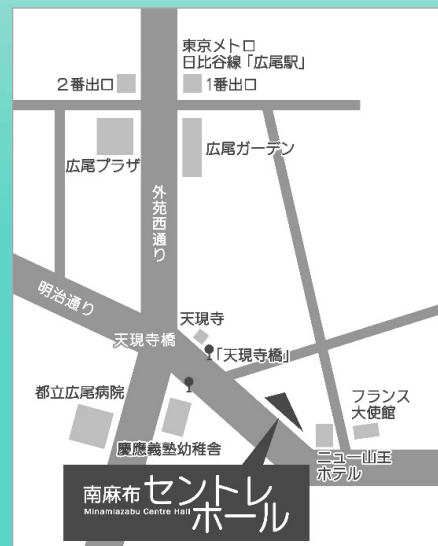 東京メトロ
日比谷線「広尾駅」
2番出口
1番出口
広尾プラザ
広尾ガーデン
外苑西通り
明治通り
天現寺
天現寺橋
「天現寺橋」
都立広尾病院
慶應義塾幼稚舎
フランス
大使館
ニュー山王
ホテル
南麻布セントレ
Minamiazabu Centre Hall
ホール